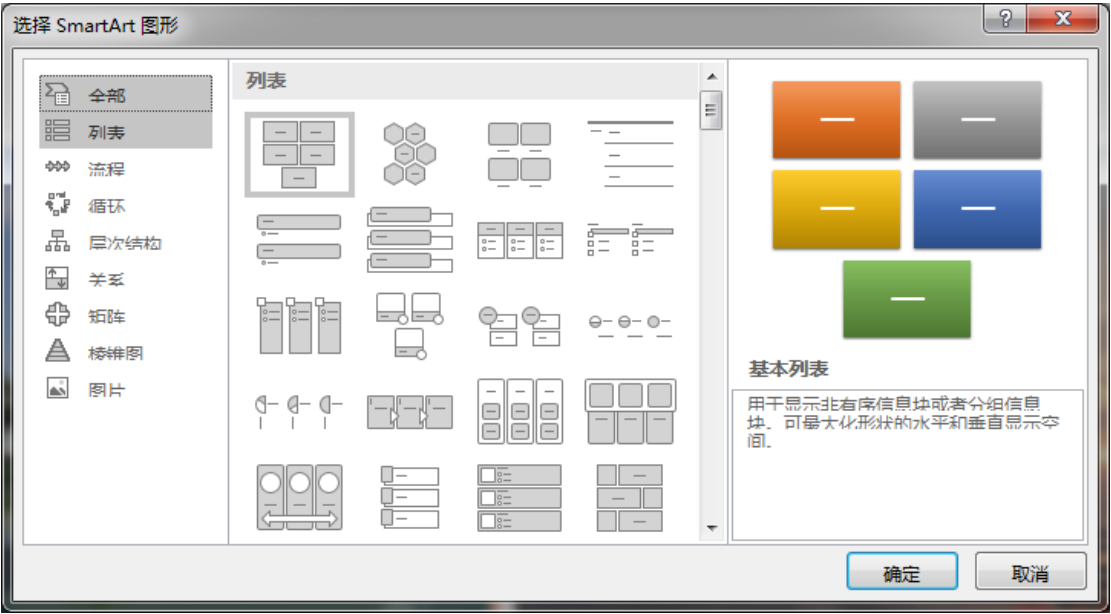 选择 SmartArt 图形
全部
列表
流程
循环
层次结构
关系
矩阵
棱锥图
图片
列表
基本列表
用于显示非有序信息块或者分组信息
块。可最大化形状的水平和垂直显示空
间。
确定
取消